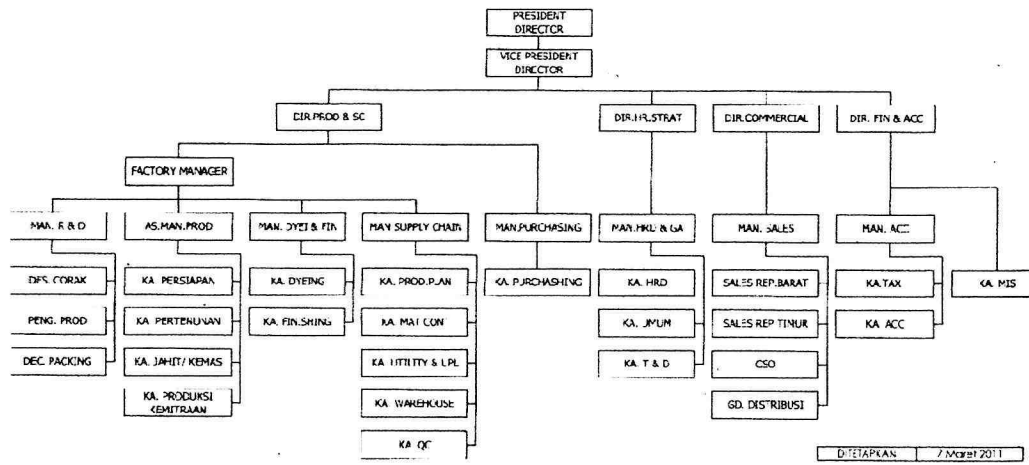 PRESIDENT
DIRECTOR
VICE PRESIDENT
DIRECTOR
DIR.PROD & SC
DIR.HR.STRAT
DIR.COMMERCIAL
DIR. FIN & ACC
FACTORY MANAGER
MAN. R & D
AS.MAN.PROD
MAN. DYEI & FIN
MAN SUPPLY CHAIN
MAN.PURCHASING
MAN.HRD & GA
MAN. SALES
MAN. ACC
DES. CORAK
KA. PERSIAPAN
KA. DYEING
KA. PROD.PLAN
KA. PURCHASHING
KA. HRD
SALES REP.BARAT
KA.TAX
KA. MIS
PENG. PROD
KA. PERTENUNAN
KA. FINISHING
KA. MAT CON
KA. UMUM
SALES REP TIMUR
KA. ACC
DEC. PACKING
KA. JAHIT/ KEMAS
KA. UTILITY & LPL
KA. T & D
CSO
KA. PRODUKSI
KEMITRAAN
KA. WAREHOUSE
GD. DISTRIBUSI
KA. QC
DITETAPKAN 7 Maret 2011